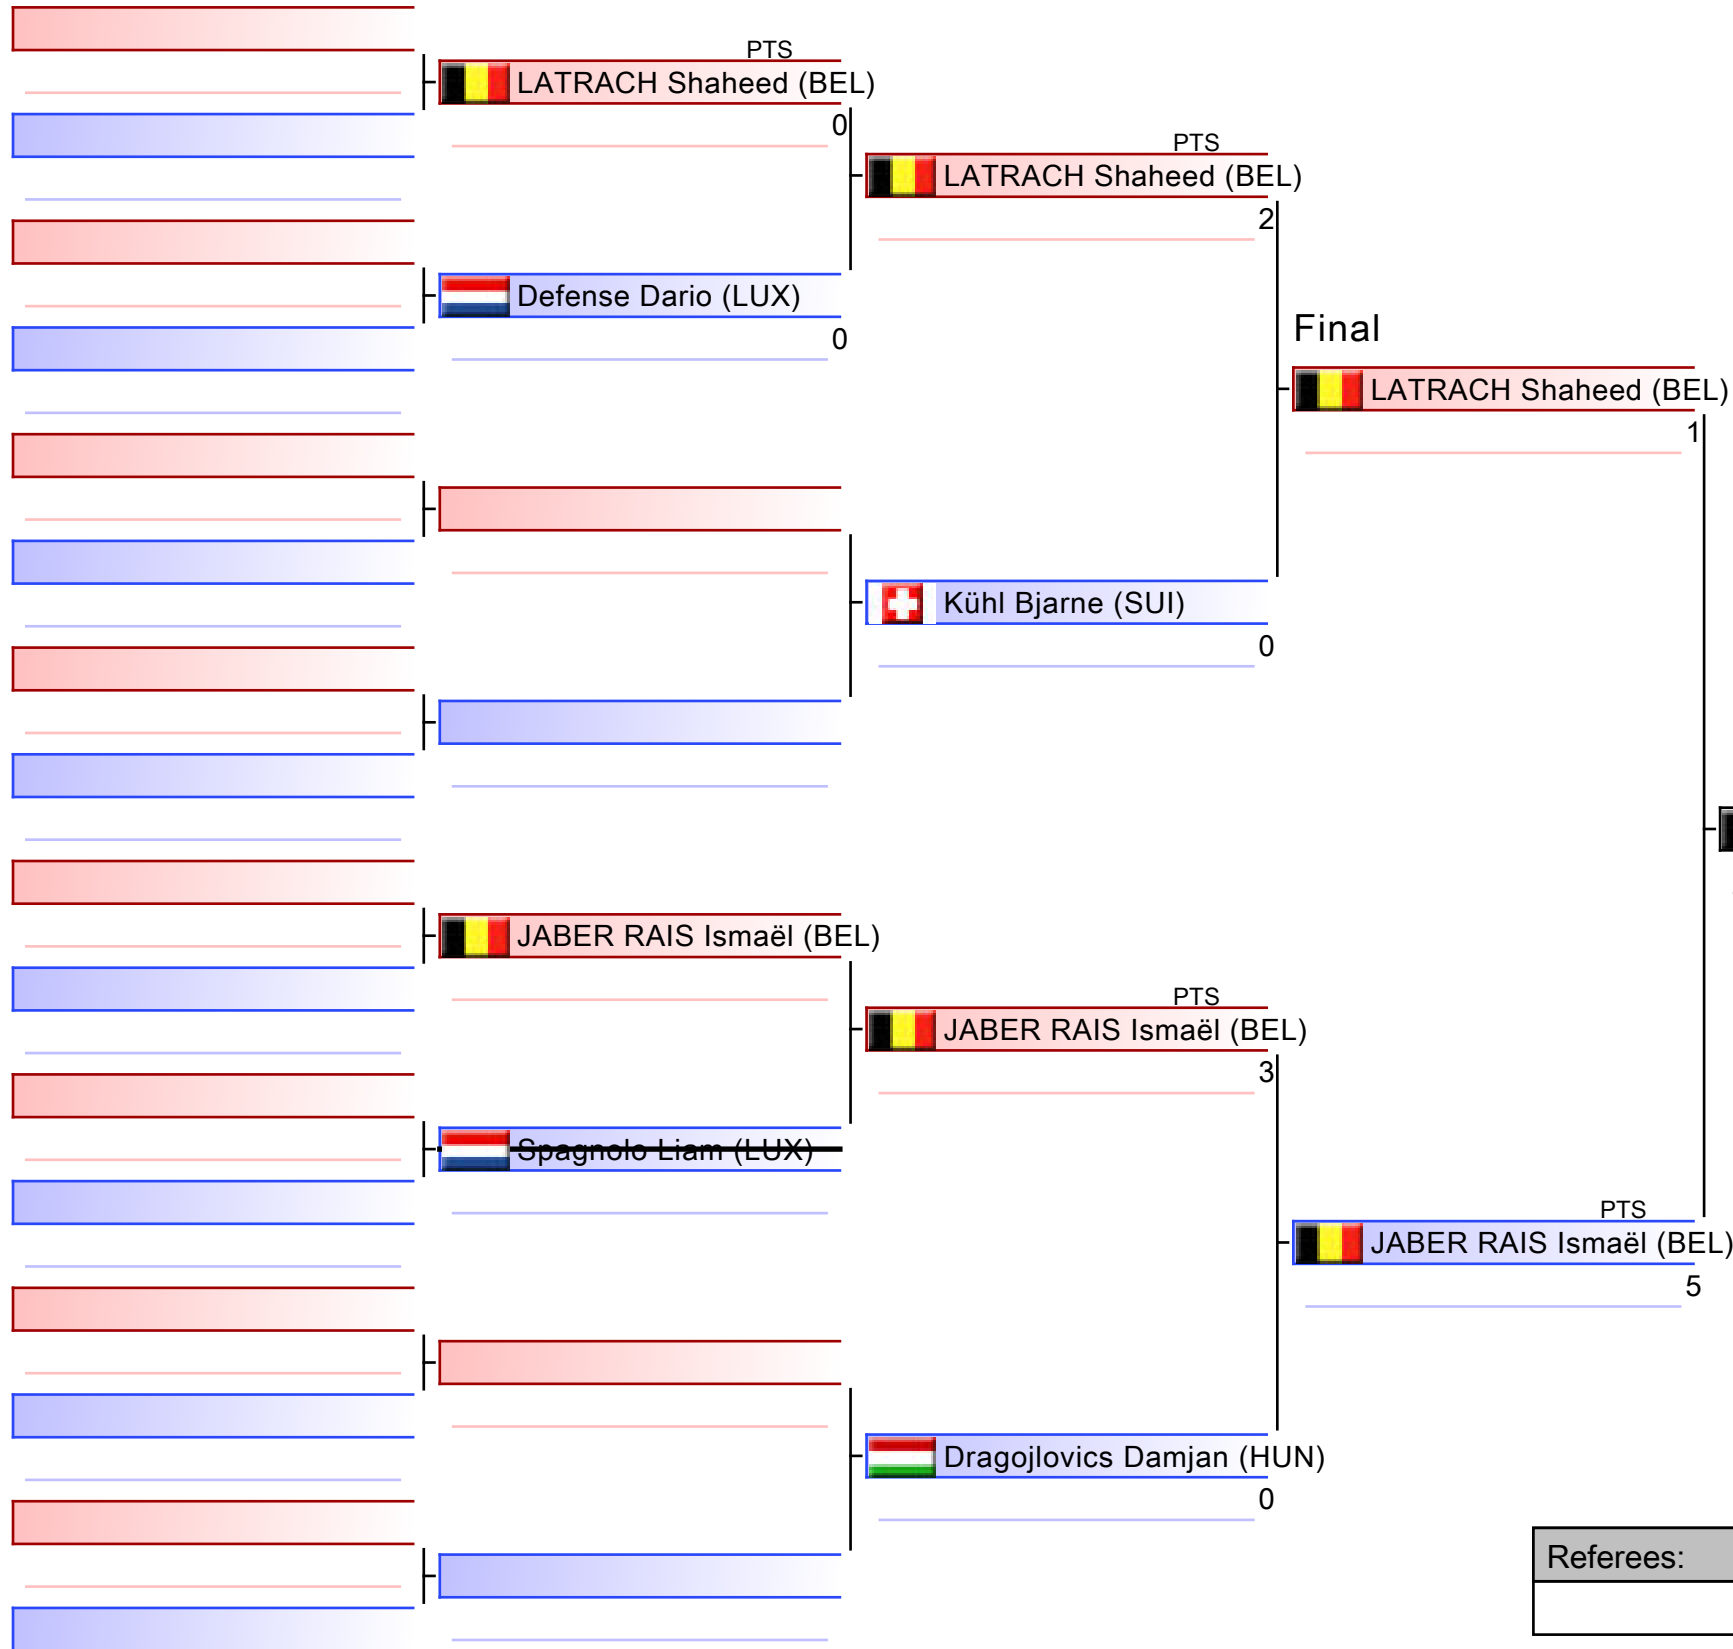 PTS
LATRACH Shaheed (BEL)
0
PTS
LATRACH Shaheed (BEL)
2
Defense Dario (LUX)
0
Final
LATRACH Shaheed (BEL)
1
Kühl Bjarne (SUI)
0
JABER RAIS Ismaël (BEL)
PTS
JABER RAIS Ismaël (BEL)
3
Spagnolo Liam (LUX)
PTS
JABER RAIS Ismaël (BEL)
5
Dragojlovics Damjan (HUN)
0
Referees: